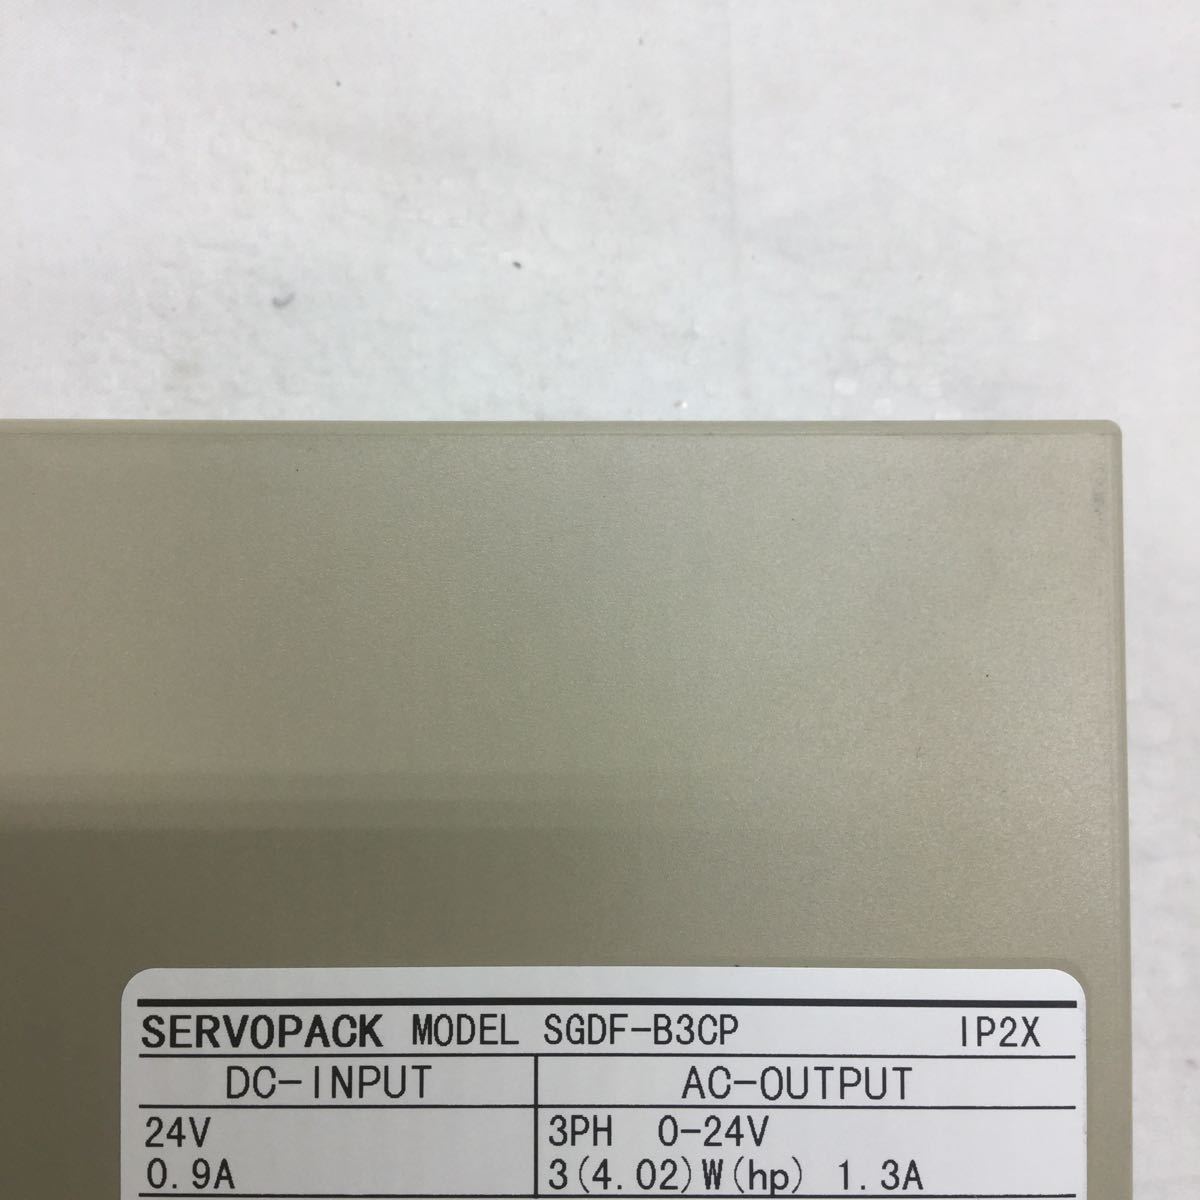 SERVOPACK MODEL SGDF-B3CP IP2X
DC-INPUT AC-OUTPUT
24V 3PH 0-24V
0.9A 3(4.02)W(hp) 1.3A